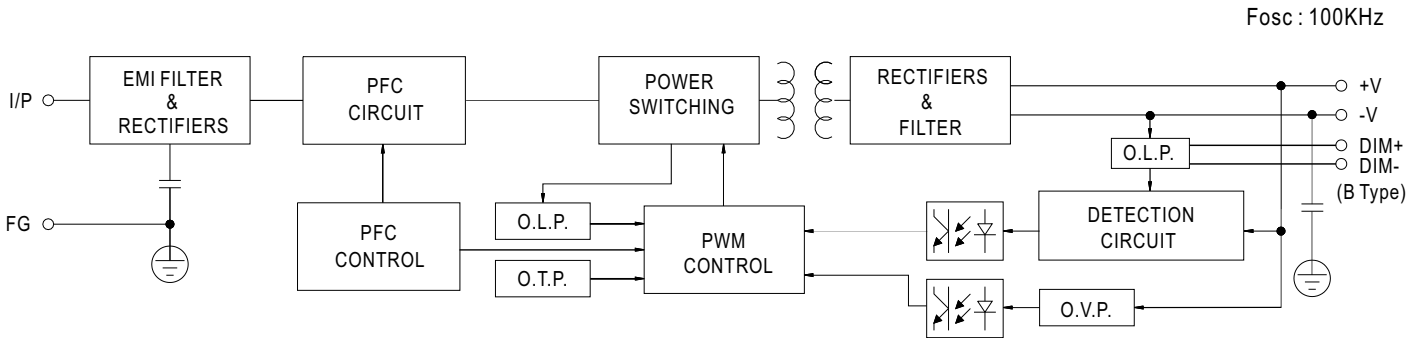 Fosc : 100KHz
I/P
EMI FILTER
&
RECTIFIERS
PFC
CIRCUIT
POWER
SWITCHING
RECTIFIERS
&
FILTER
+V
-V
DIM+
DIM-
(B Type)
O.L.P.
FG
PFC
CONTROL
O.L.P.
O.T.P.
PWM
CONTROL
DETECTION
CIRCUIT
O.V.P.